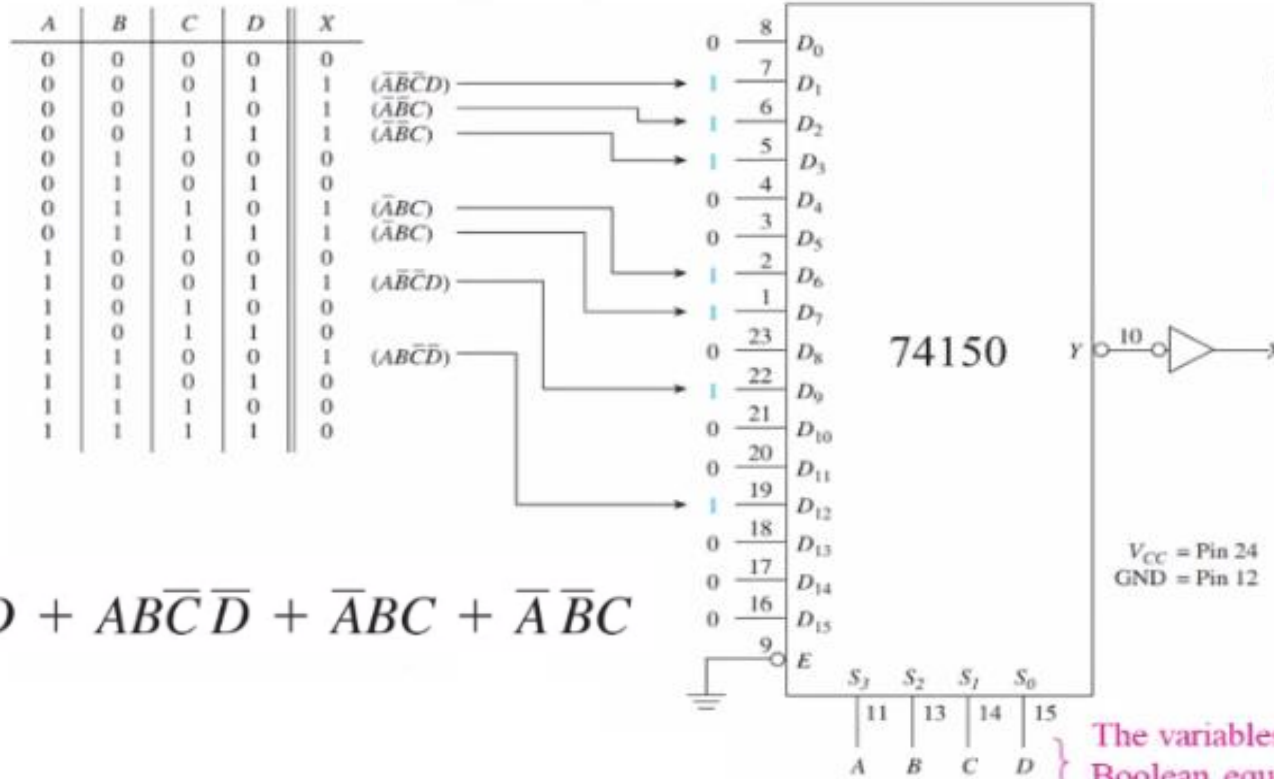 A B C D X
0 0 0 0 0
0 0 0 1 1 (A̅B̅C̅D)
0 0 1 0 1 (A̅B̅C)
0 0 1 1 1 (A̅B̅C)
0 1 0 0 0
0 1 0 1 0
0 1 1 0 1 (A̅BC)
0 1 1 1 1 (A̅BC)
1 0 0 0 0
1 0 0 1 1 (AB̅C̅D)
1 0 1 0 0
1 0 1 1 0
1 1 0 0 1 (ABC̅D̅)
1 1 0 1 0
1 1 1 0 0
1 1 1 1 0
0 8 D₀
1 7 D₁
1 6 D₂
1 5 D₃
0 4 D₄
0 3 D₅
1 2 D₆
1 1 D₇
0 23 D₈
1 22 D₉
0 21 D₁₀
0 20 D₁₁
1 19 D₁₂
0 18 D₁₃
0 17 D₁₄
0 16 D₁₅
9 E
74150
Y 10
V_CC = Pin 24
GND = Pin 12
+ ABC̅ D̅ + A̅BC + A̅ B̅C
S₃ S₂ S₁ S₀
11 13 14 15
A B C D
The variables
Boolean equ